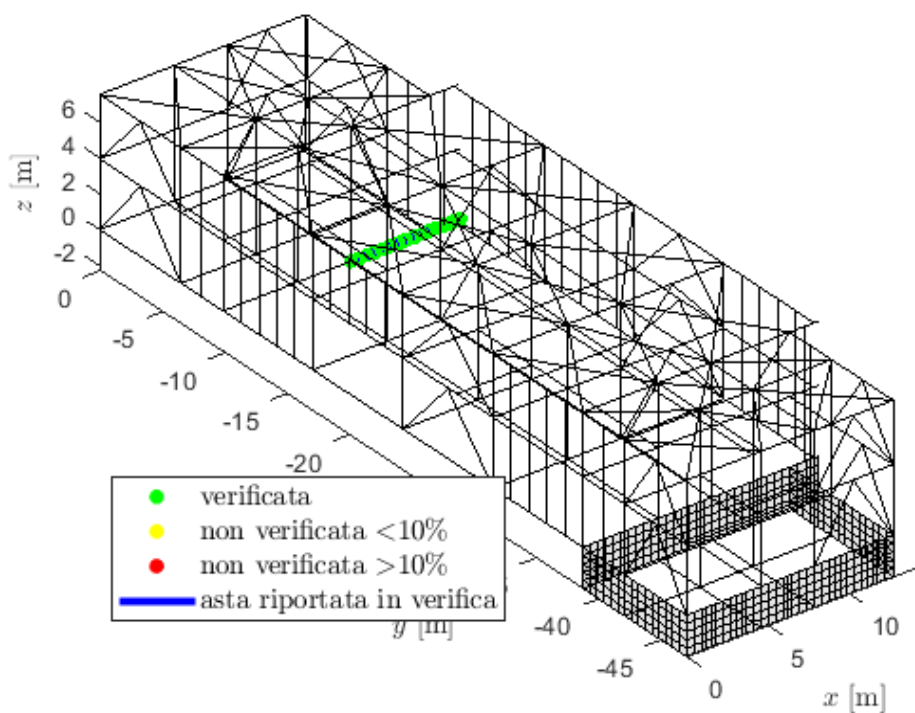 6
4
2
0
-2
z [m]
0
-5
-10
-15
-20
verificata
non verificata <10%
non verificata >10%
asta riportata in verifica
y [m]
-40
-45
0
5
10
x [m]